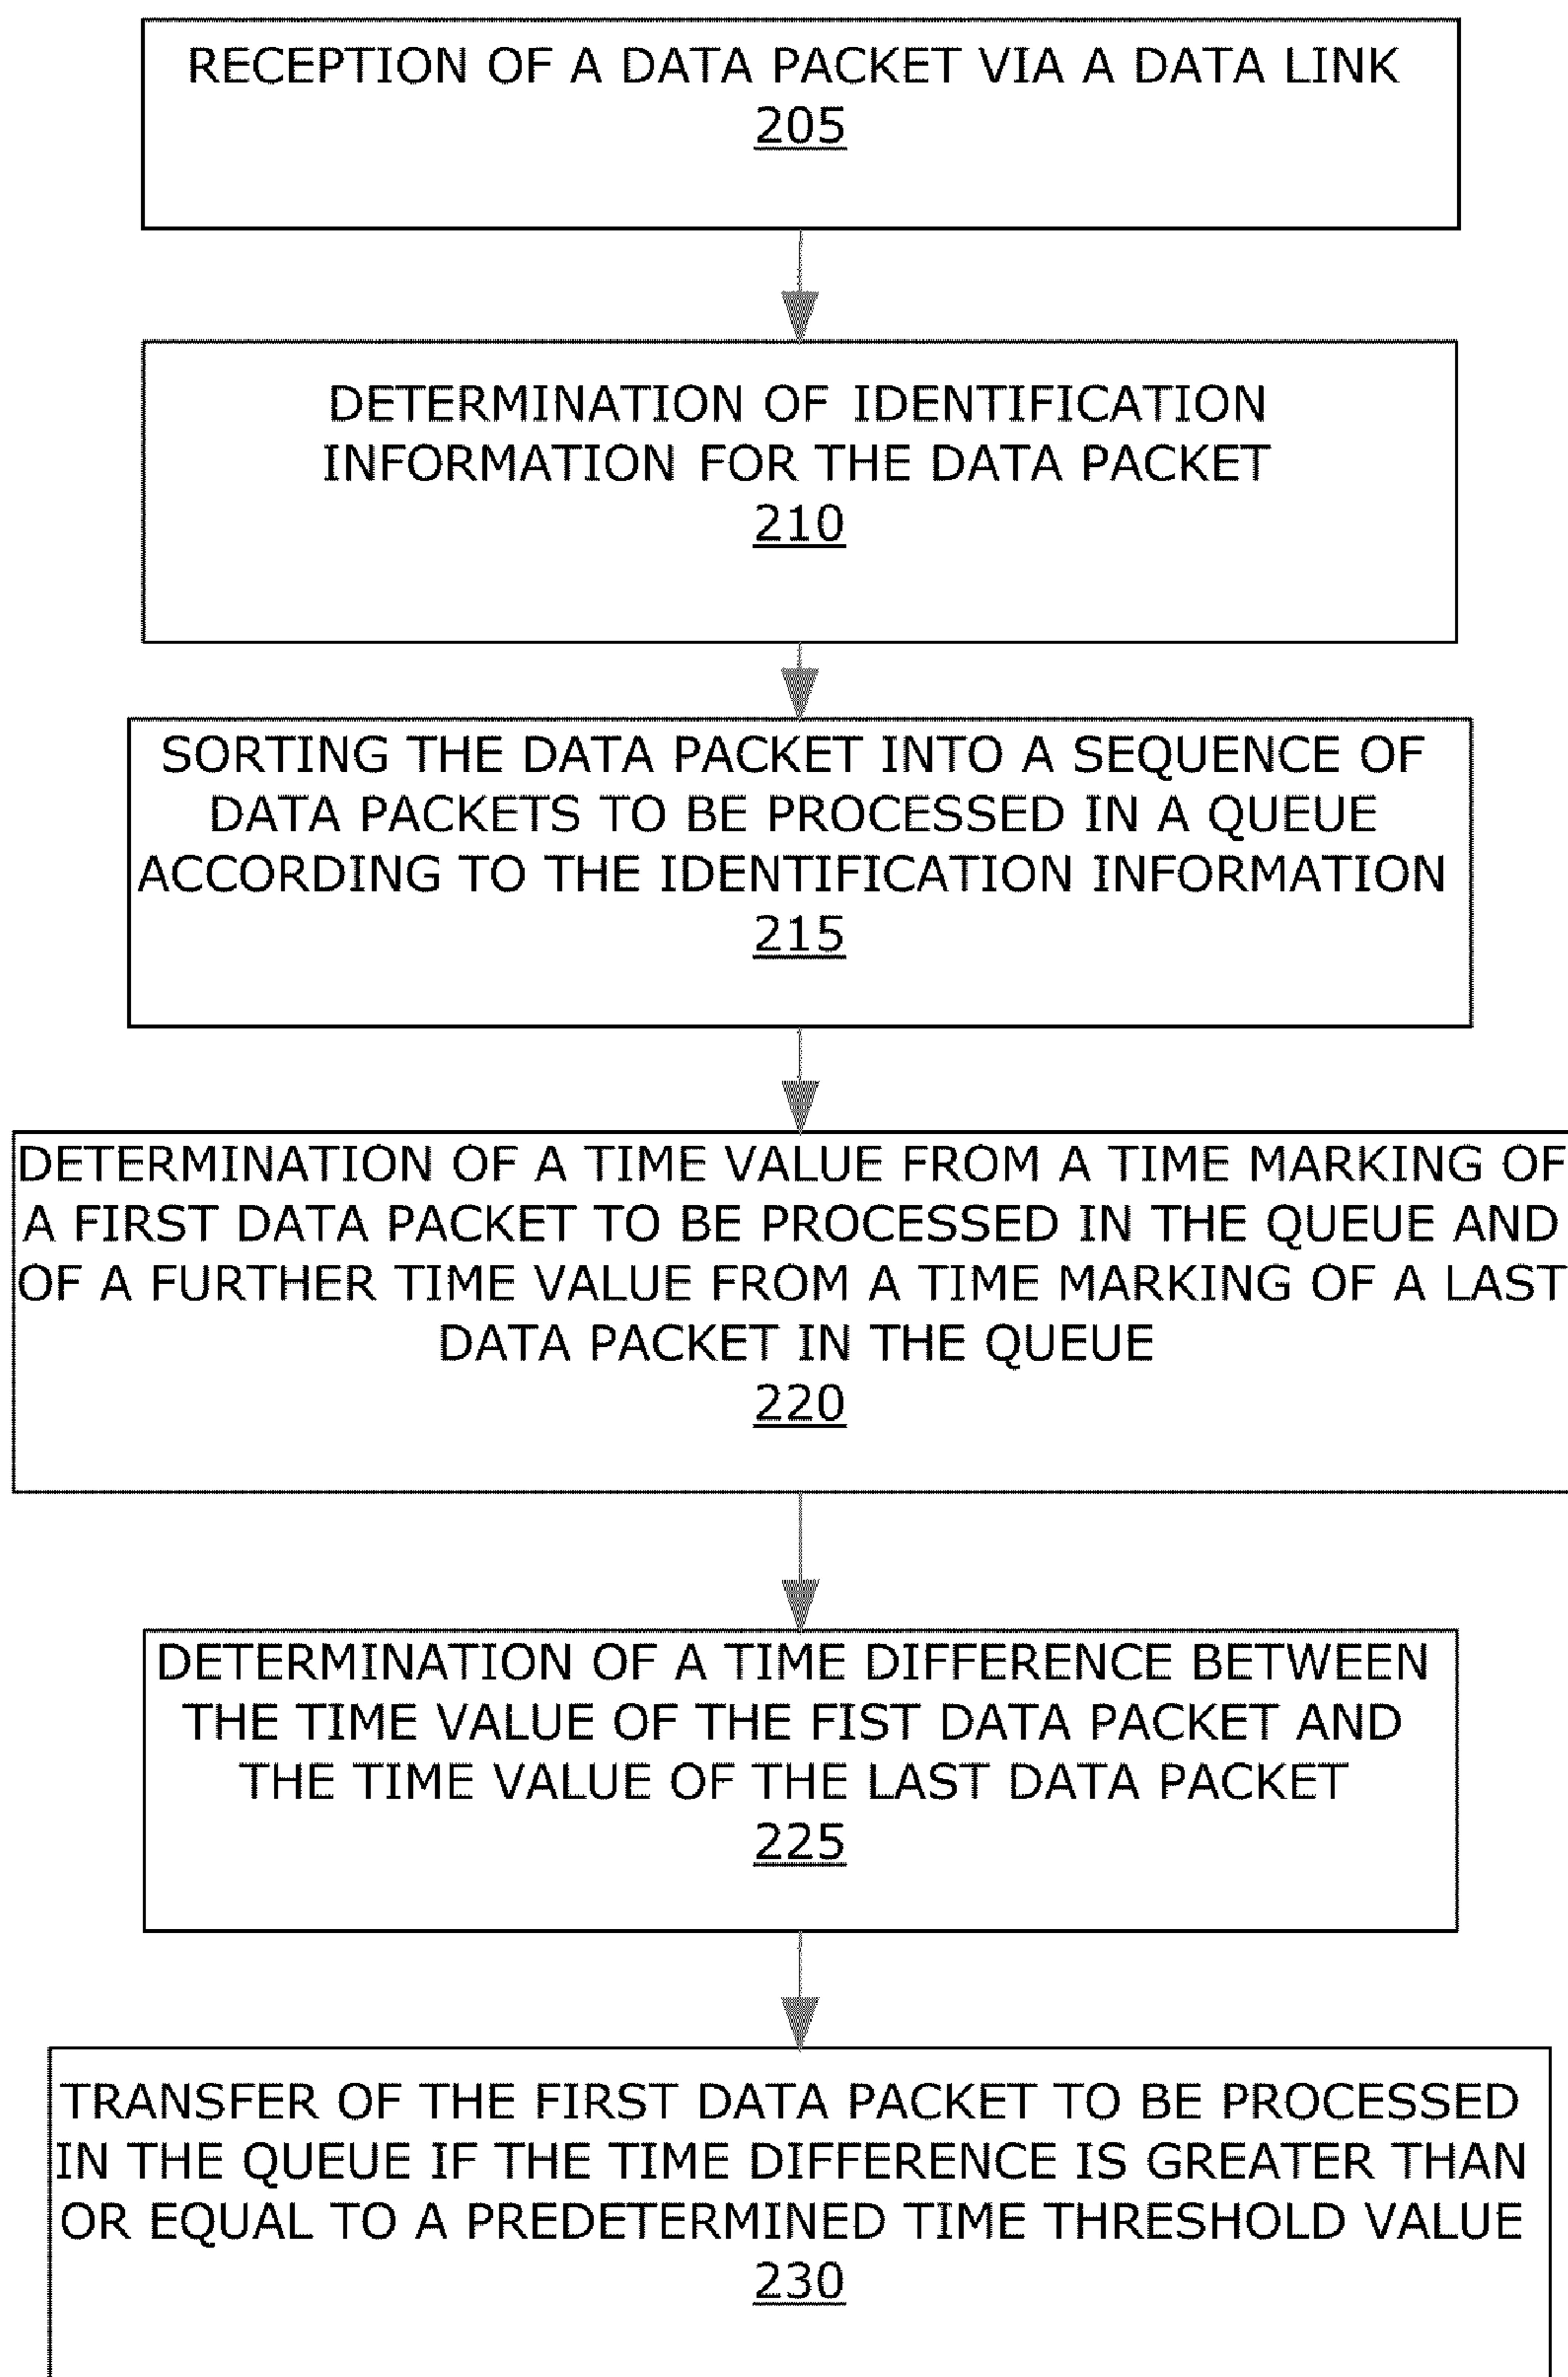 RECEPTION OF A DATA PACKET VIA A DATA LINK
205
DETERMINATION OF IDENTIFICATION
INFORMATION FOR THE DATA PACKET
210
SORTING THE DATA PACKET INTO A SEQUENCE OF
DATA PACKETS TO BE PROCESSED IN A QUEUE
ACCORDING TO THE IDENTIFICATION INFORMATION
215
DETERMINATION OF A TIME VALUE FROM A TIME MARKING OF
A FIRST DATA PACKET TO BE PROCESSED IN THE QUEUE AND
OF A FURTHER TIME VALUE FROM A TIME MARKING OF A LAST
DATA PACKET IN THE QUEUE
220
DETERMINATION OF A TIME DIFFERENCE BETWEEN
THE TIME VALUE OF THE FIST DATA PACKET AND
THE TIME VALUE OF THE LAST DATA PACKET
225
TRANSFER OF THE FIRST DATA PACKET TO BE PROCESSED
IN THE QUEUE IF THE TIME DIFFERENCE IS GREATER THAN
OR EQUAL TO A PREDETERMINED TIME THRESHOLD VALUE
230